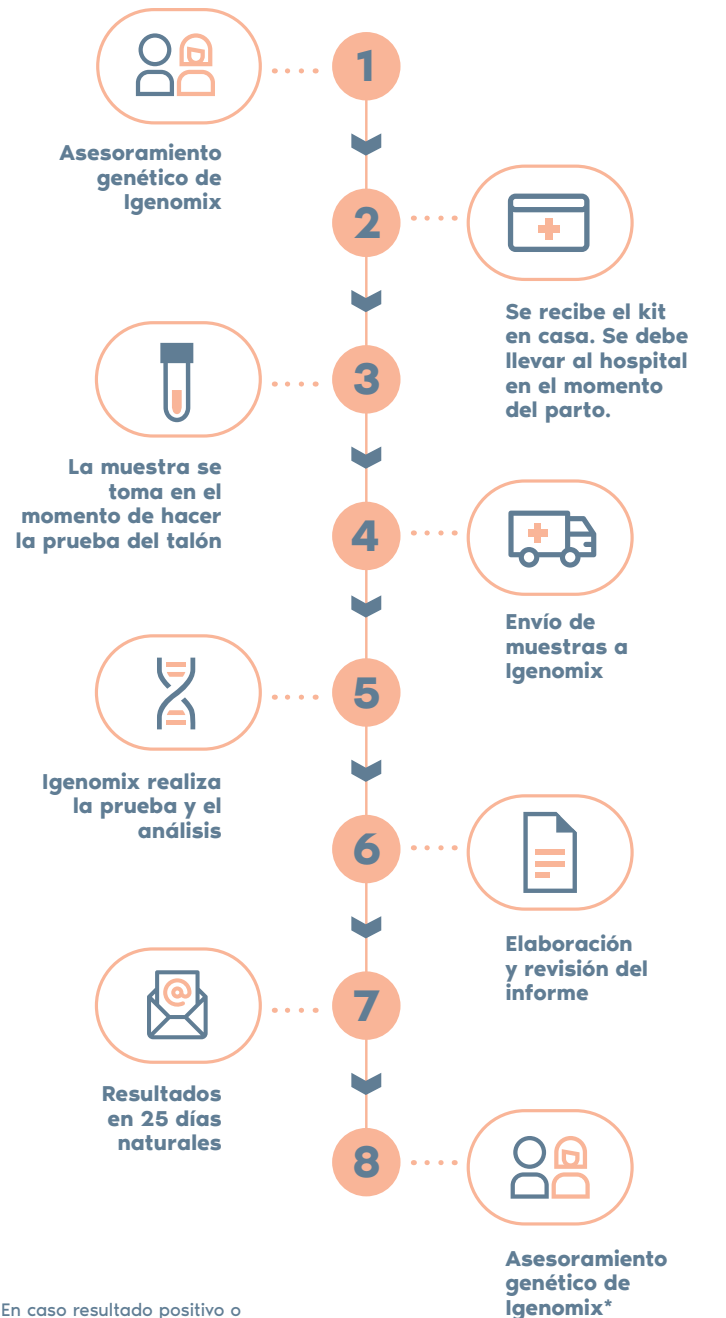 1
Asesoramiento
genético de
Igenomix
2
Se recibe el kit
en casa. Se debe
llevar al hospital
en el momento
del parto.
3
La muestra se
toma en el
momento de hacer
la prueba del talón
4
Envío de
muestras a
Igenomix
5
Igenomix realiza
la prueba y el
análisis
6
Elaboración
y revisión del
informe
7
@
Resultados
en 25 días
naturales
8
Asesoramiento
genético de
Igenomix*
En caso resultado positivo o